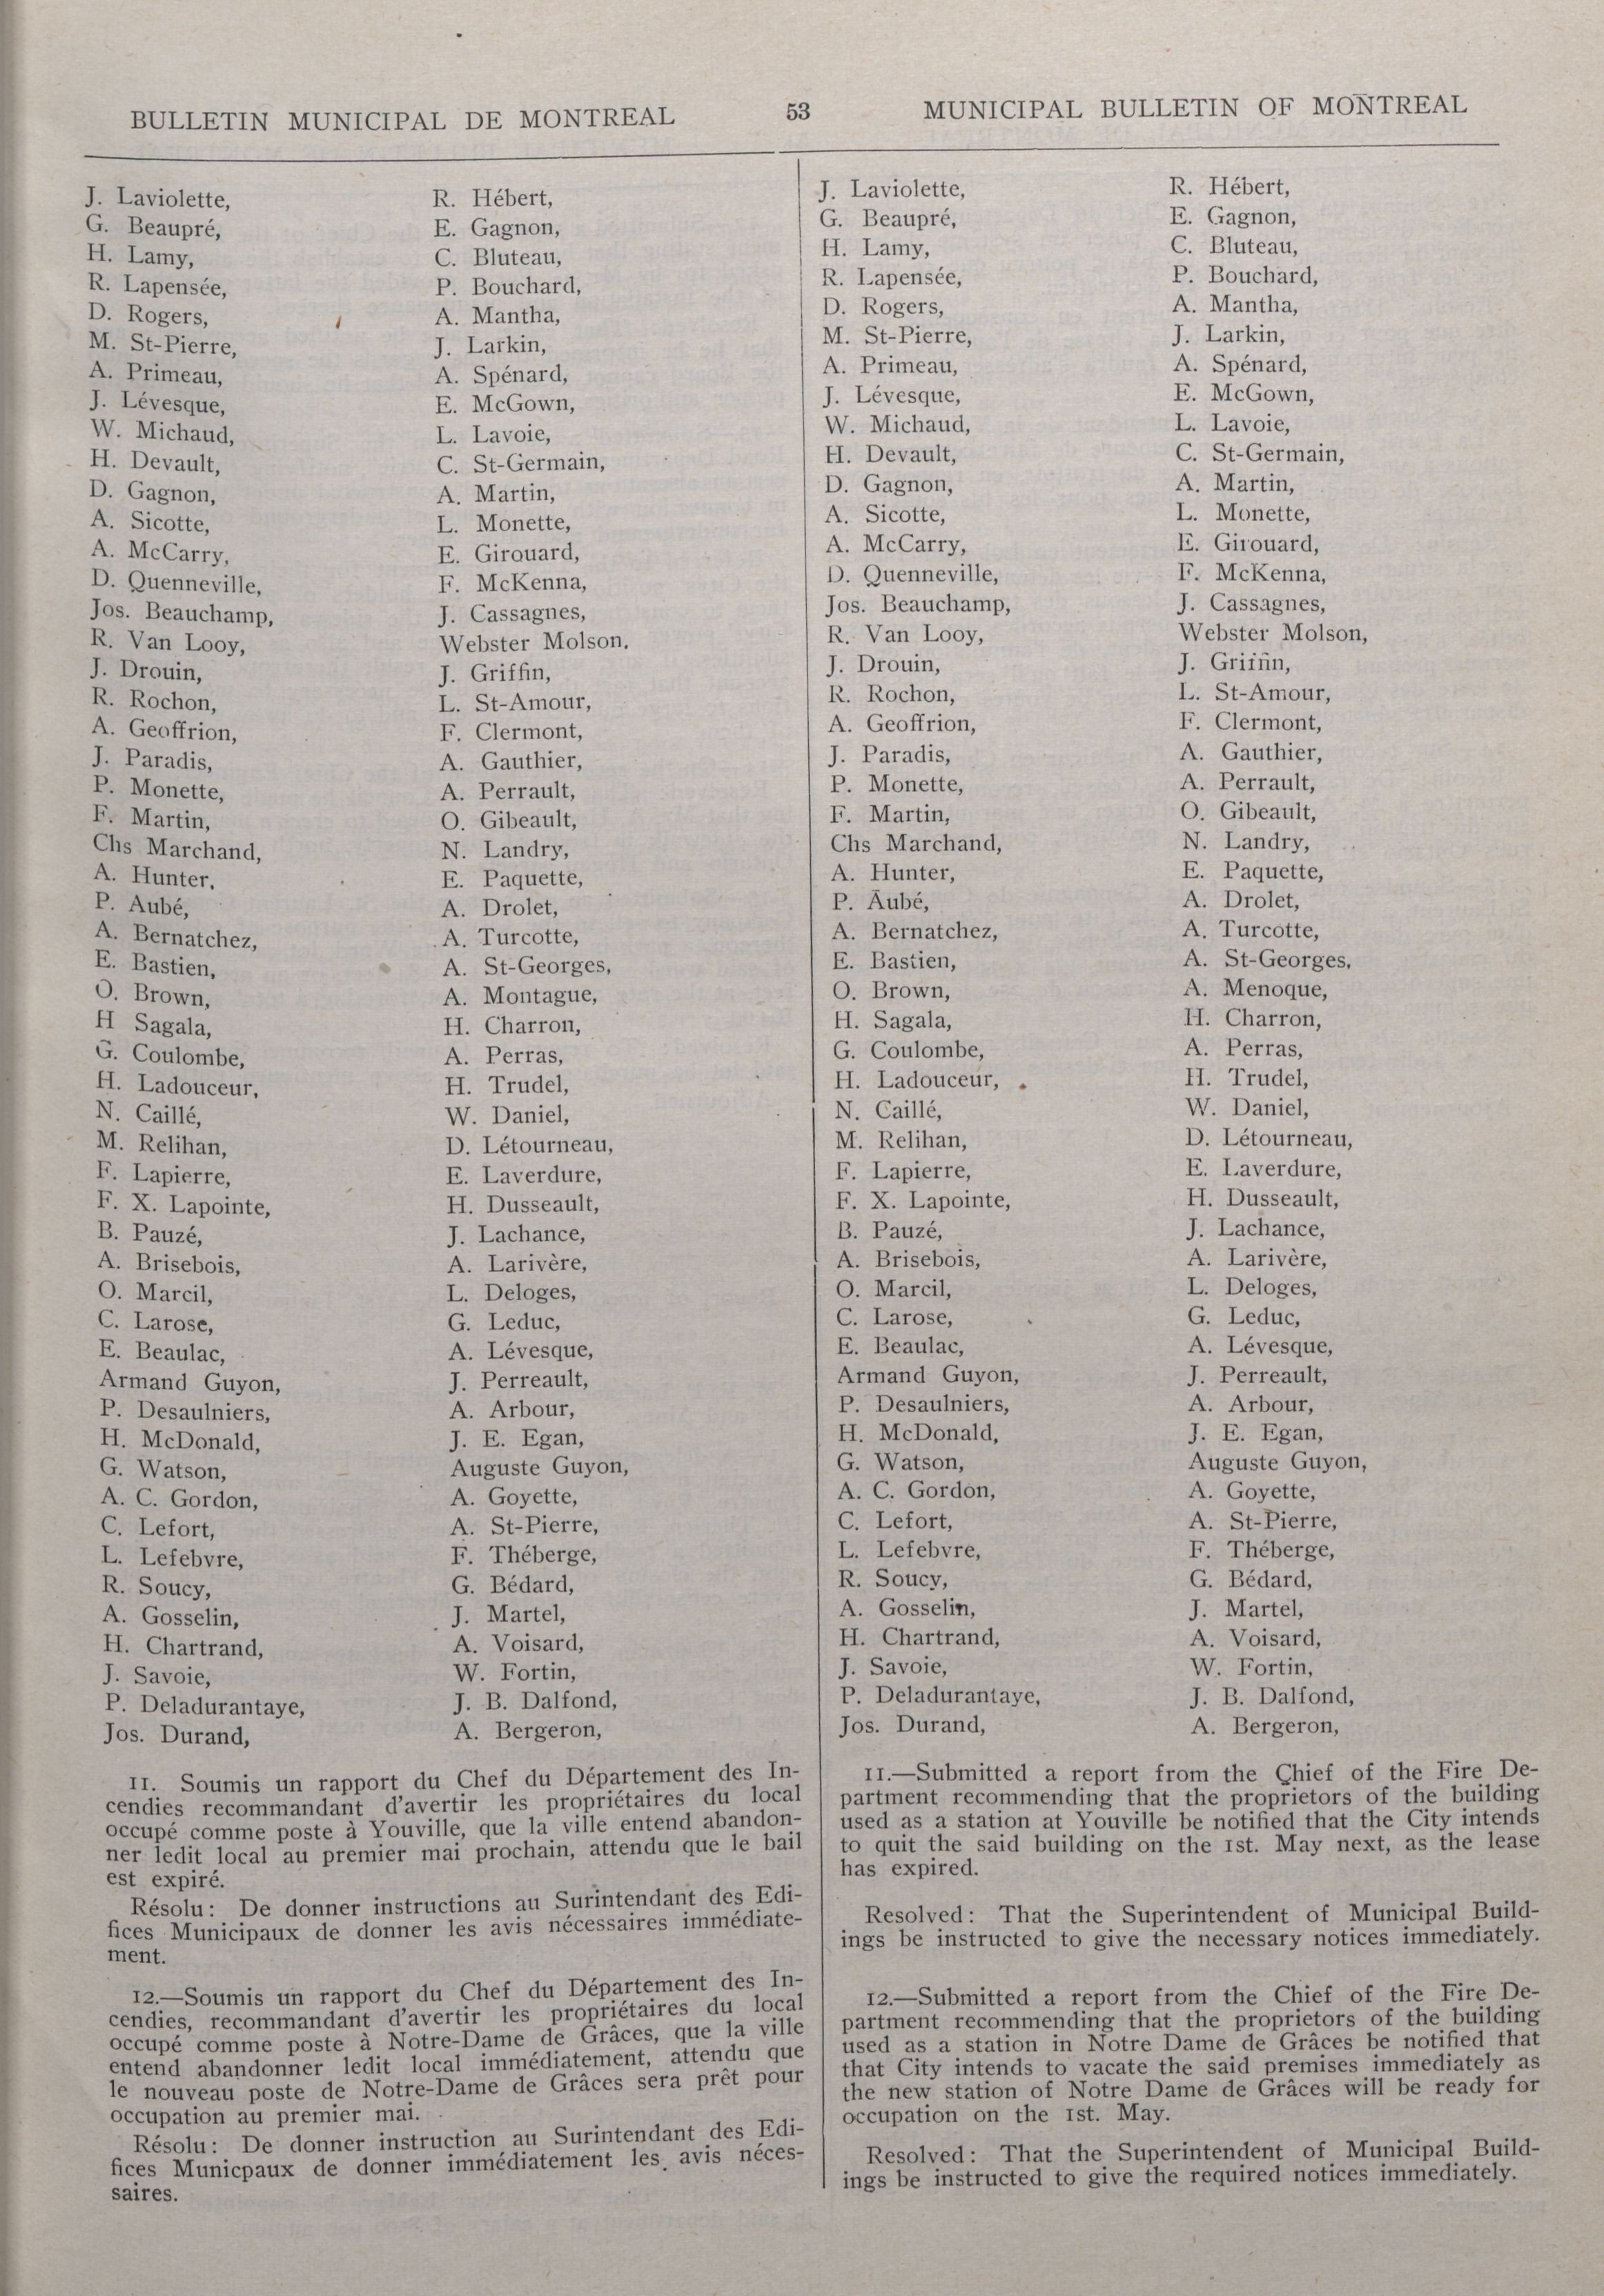 BULLETIN MUNICIPAL DE MONTREAL
53
MUNICIPAL BULLETIN OF MONTREAL
J. Laviolette,
G. Beaupré,
H. Lamy,
R. Lapensée,
D. Rogers,
M. St-Pierre,
A. Primeau,
J. Lévesque,
W. Michaud,
H. Devault,
D. Gagnon,
A. Sicotte,
A. McCarry,
D. Quenneville,
Jos. Beauchamp,
R. Van Looy,
J. Drouin,
R. Rochon,
A. Geoffrion,
J. Paradis,
P. Monette,
F. Martin,
Chs Marchand,
A. Hunter,
P. Aubé,
A. Bernatchez,
E. Bastien,
O. Brown,
H Sagala,
G. Coulombe,
H. Ladouceur,
N. Caillé,
M. Relihan,
F. Lapierre,
F. X. Lapointe,
B. Pauzé,
A. Brisebois,
O. Marcil,
C. Larose,
E. Beaulac,
Armand Guyon,
P. Desaulniers,
H. McDonald,
G. Watson,
A. C. Gordon,
C. Lefort,
L. Lefebvre,
R. Soucy,
A. Gosselin,
H. Chartrand,
J. Savoie,
P. Deladurantaye,
Jos. Durand,
R. Hébert,
E. Gagnon,
C. Bluteau,
P. Bouchard,
A. Mantha,
J. Larkin,
A. Spénard,
E. McGown,
L. Lavoie,
C. St-Germain,
A. Martin,
L. Monette,
E. Girouard,
F. McKenna,
J. Cassagnes,
Webster Molson,
J. Griffin,
L. St-Amour,
F. Clermont,
A. Gauthier,
A. Perrault,
O. Gibeault,
N. Landry,
E. Paquette,
A. Drolet,
A. Turcotte,
A. St-Georges,
A. Montague,
H. Charron,
A. Perras,
H. Trudel,
W. Daniel,
D. Létourneau,
E. Laverdure,
H. Dusseault,
J. Lachance,
A. Larivère,
L. Deloges,
G. Leduc,
A. Lévesque,
J. Perreault,
A. Arbour,
J. E. Egan,
Auguste Guyon,
A. Goyette,
A. St-Pierre,
F. Théberge,
G. Bédard,
J. Martel,
A. Voisard,
W. Fortin,
J. B. Dalfond,
A. Bergeron,
11. Soumis un rapport du Chef du Département des In-
cendies recommandant d'avertir les propriétaires du local
occupé comme poste à Youville, que la ville entend abandon-
ner ledit local au premier mai prochain, attendu que le bail
est expiré.
Résolu: De donner instructions au Surintendant des Edi-
fices Municipaux de donner les avis nécessaires immédiate-
ment.
12.—Soumis un rapport du Chef du Département des In-
cendies, recommandant d'avertir les propriétaires du local
occupé comme poste à Notre-Dame de Grâces, que la ville
entend abandonner ledit local immédiatement, attendu que
le nouveau poste de Notre-Dame de Grâces sera prêt pour
occupation au premier mai.
Résolu: De donner instruction au Surintendant des Edi-
fices Municpaux de donner immédiatement les avis néces-
saires.
J. Laviolette,
G. Beaupré,
H. Lamy,
R. Lapensée,
D. Rogers,
M. St-Pierre,
A. Primeau,
J. Lévesque,
W. Michaud,
H. Devault,
D. Gagnon,
A. Sicotte,
A. McCarry,
D. Quenneville,
Jos. Beauchamp,
R. Van Looy,
J. Drouin,
R. Rochon,
A. Geoffrion,
J. Paradis,
P. Monette,
F. Martin,
Chs Marchand,
A. Hunter,
P. Aubé,
A. Bernatchez,
E. Bastien,
O. Brown,
H. Sagala,
G. Coulombe,
H. Ladouceur,
N. Caillé,
M. Relihan,
F. Lapierre,
F. X. Lapointe,
B. Pauzé,
A. Brisebois,
O. Marcil,
C. Larose,
E. Beaulac,
Armand Guyon,
P. Desaulniers,
H. McDonald,
G. Watson,
A. C. Gordon,
C. Lefort,
L. Lefebvre,
R. Soucy,
A. Gosselin,
H. Chartrand,
J. Savoie,
P. Deladurantaye,
Jos. Durand,
R. Hébert,
E. Gagnon,
C. Bluteau,
P. Bouchard,
A. Mantha,
J. Larkin,
A. Spénard,
E. McGown,
L. Lavoie,
C. St-Germain,
A. Martin,
L. Monette,
E. Girouard,
F. McKenna,
J. Cassagnes,
Webster Molson,
J. Griffin,
L. St-Amour,
F. Clermont,
A. Gauthier,
A. Perrault,
O. Gibeault,
N. Landry,
E. Paquette,
A. Drolet,
A. Turcotte,
A. St-Georges,
A. Menoque,
H. Charron,
A. Perras,
H. Trudel,
W. Daniel,
D. Létourneau,
E. Laverdure,
H. Dusseault,
J. Lachance,
A. Larivère,
L. Deloges,
G. Leduc,
A. Lévesque,
J. Perreault,
A. Arbour,
J. E. Egan,
Auguste Guyon,
A. Goyette,
A. St-Pierre,
F. Théberge,
G. Bédard,
J. Martel,
A. Voisard,
W. Fortin,
J. B. Dalfond,
A. Bergeron,
11.—Submitted a report from the Chief of the Fire De-
partment recommending that the proprietors of the building
used as a station at Youville be notified that the City intends
to quit the said building on the 1st. May next, as the lease
has expired.
Resolved: That the Superintendent of Municipal Build-
ings be instructed to give the necessary notices immediately.
12.—Submitted a report from the Chief of the Fire De-
partment recommending that the proprietors of the building
used as a station in Notre Dame de Grâces be notified that
that City intends to vacate the said premises immediately as
the new station of Notre Dame de Grâces will be ready for
occupation on the 1st. May.
Resolved: That the Superintendent of Municipal Build-
ings be instructed to give the required notices immediately.